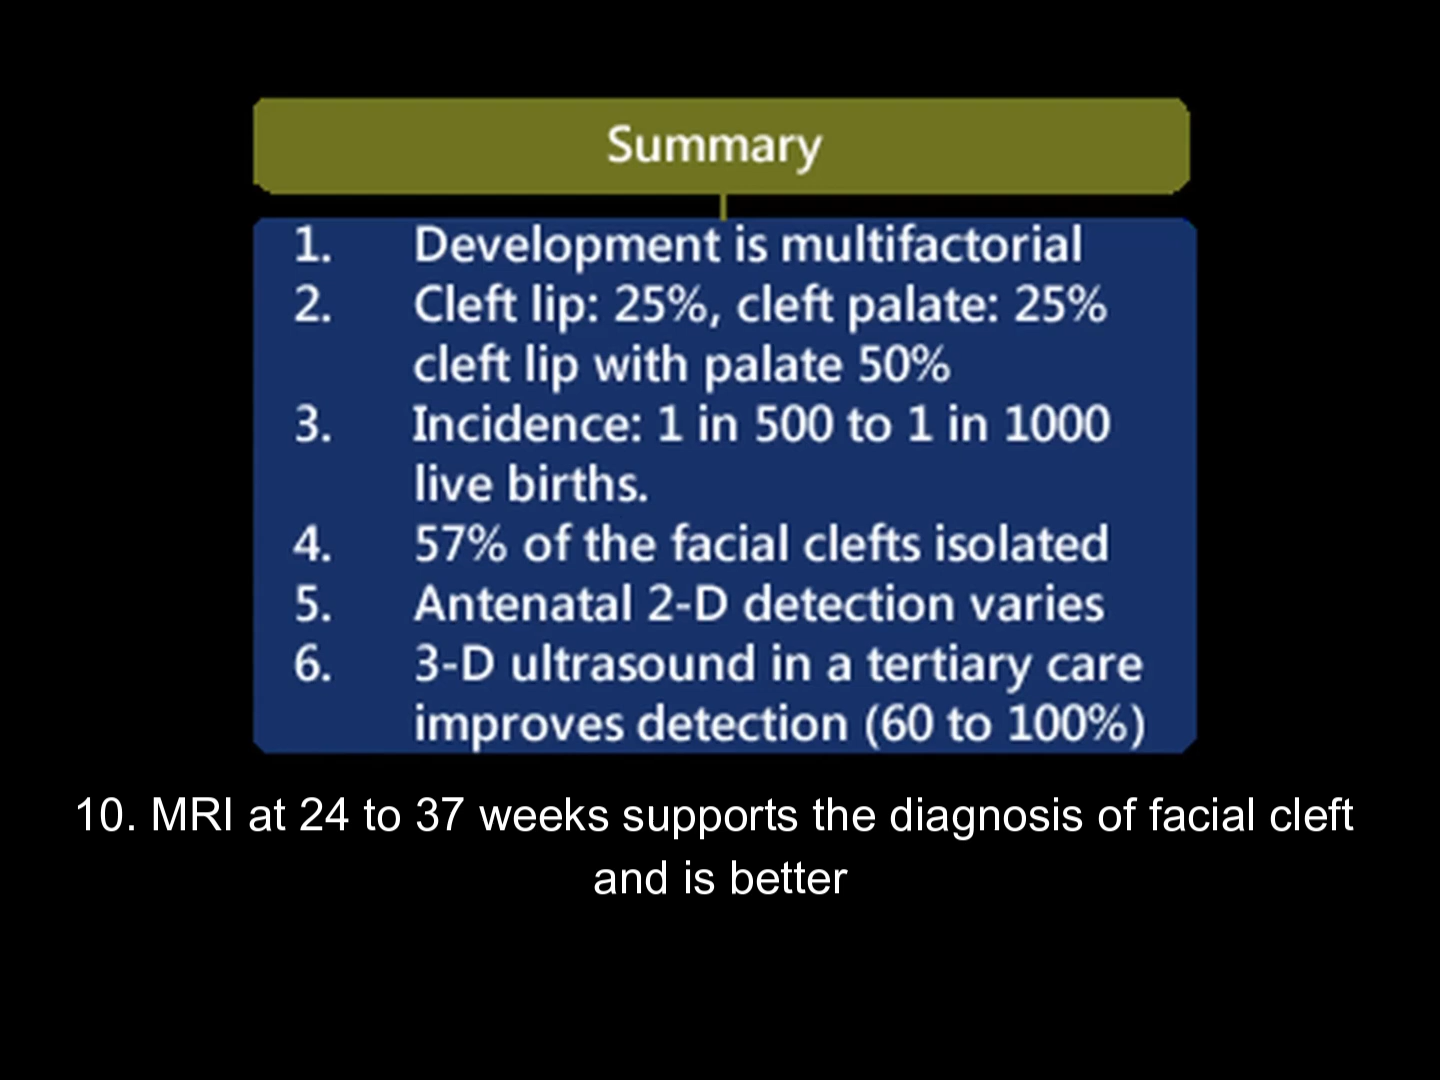 Summary
1. Development is multifactorial
2. Cleft lip: 25%, cleft palate: 25%
cleft lip with palate 50%
3. Incidence: 1 in 500 to 1 in 1000
live births.
4. 57% of the facial clefts isolated
5. Antenatal 2-D detection varies
6. 3-D ultrasound in a tertiary care
improves detection (60 to 100%)
10. MRI at 24 to 37 weeks supports the diagnosis of facial cleft
and is better